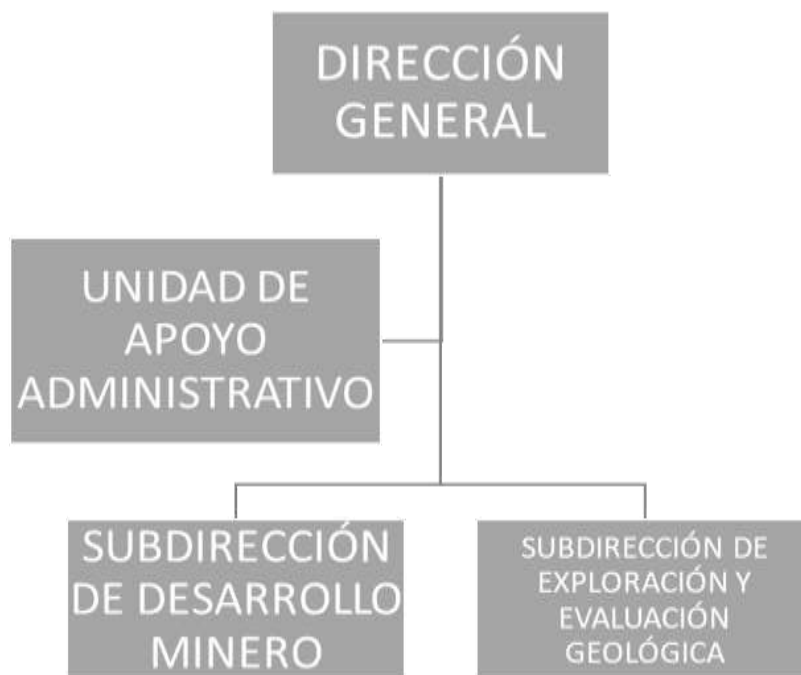 DIRECCIÓN
GENERAL
UNIDAD DE
APOYO
ADMINISTRATIVO
SUBDIRECCIÓN
DE DESARROLLO
MINERO
SUBDIRECCIÓN DE
EXPLORACIÓN Y
EVALUACIÓN
GEOLÓGICA